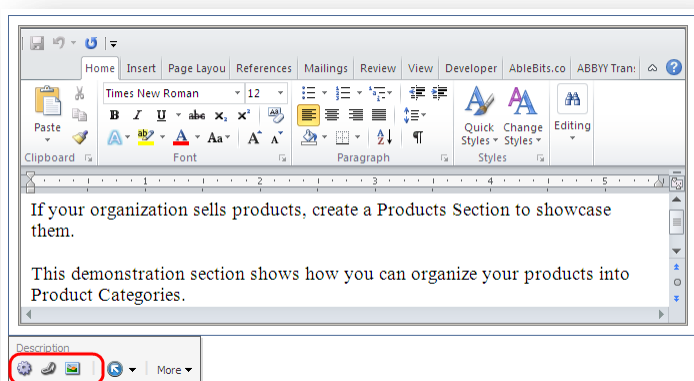 Home Insert Page Layou References Mailings Review View Developer AbleBits.co ABBYY Tran:
Times New Roman 12
B I U abc x₂ x² Aa A A
Paste Quick Styles Change Styles Editing
Clipboard Font Paragraph Styles
1 2 3 4 5
If your organization sells products, create a Products Section to showcase
them.
This demonstration section shows how you can organize your products into
Product Categories.
Description
More